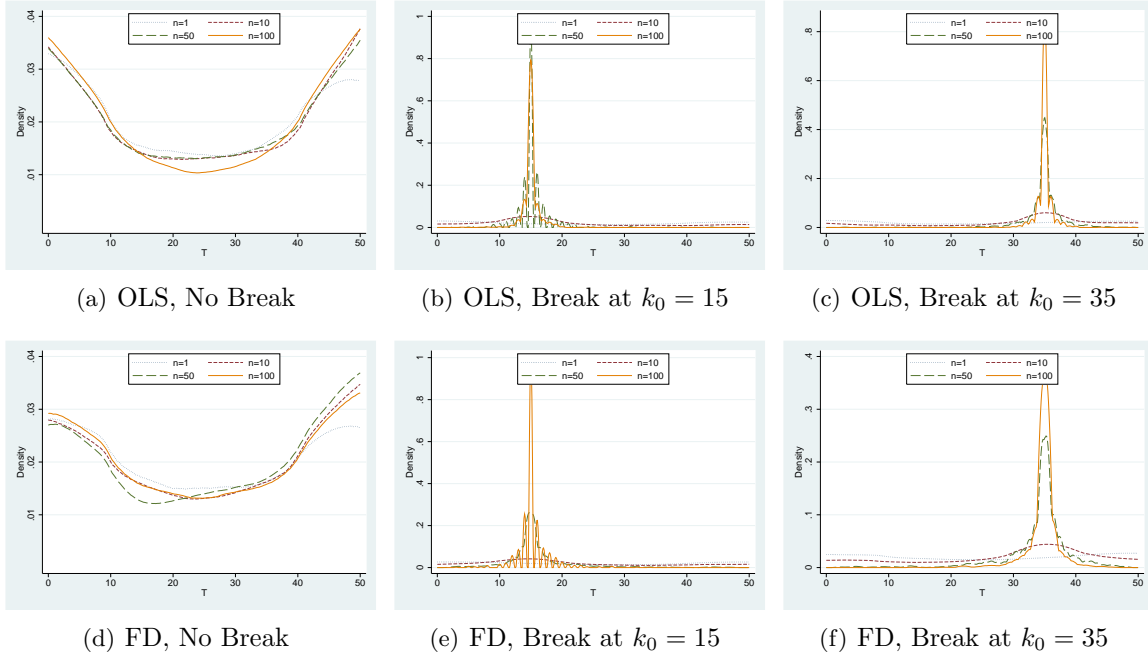 n=1 n=10
n=50 n=100
.04
.03
.02
.01
Density
0 10 20 30 40 50
T
(a) OLS, No Break
n=1 n=10
n=50 n=100
1
.8
.6
.4
.2
0
Density
0 10 20 30 40 50
T
(b) OLS, Break at k₀ = 15
n=1 n=10
n=50 n=100
.8
.6
.4
.2
0
Density
0 10 20 30 40 50
T
(c) OLS, Break at k₀ = 35
n=1 n=10
n=50 n=100
.04
.03
.02
.01
Density
0 10 20 30 40 50
T
(d) FD, No Break
n=1 n=10
n=50 n=100
1
.8
.6
.4
.2
0
Density
0 10 20 30 40 50
T
(e) FD, Break at k₀ = 15
n=1 n=10
n=50 n=100
.4
.3
.2
.1
0
Density
0 10 20 30 40 50
T
(f) FD, Break at k₀ = 35